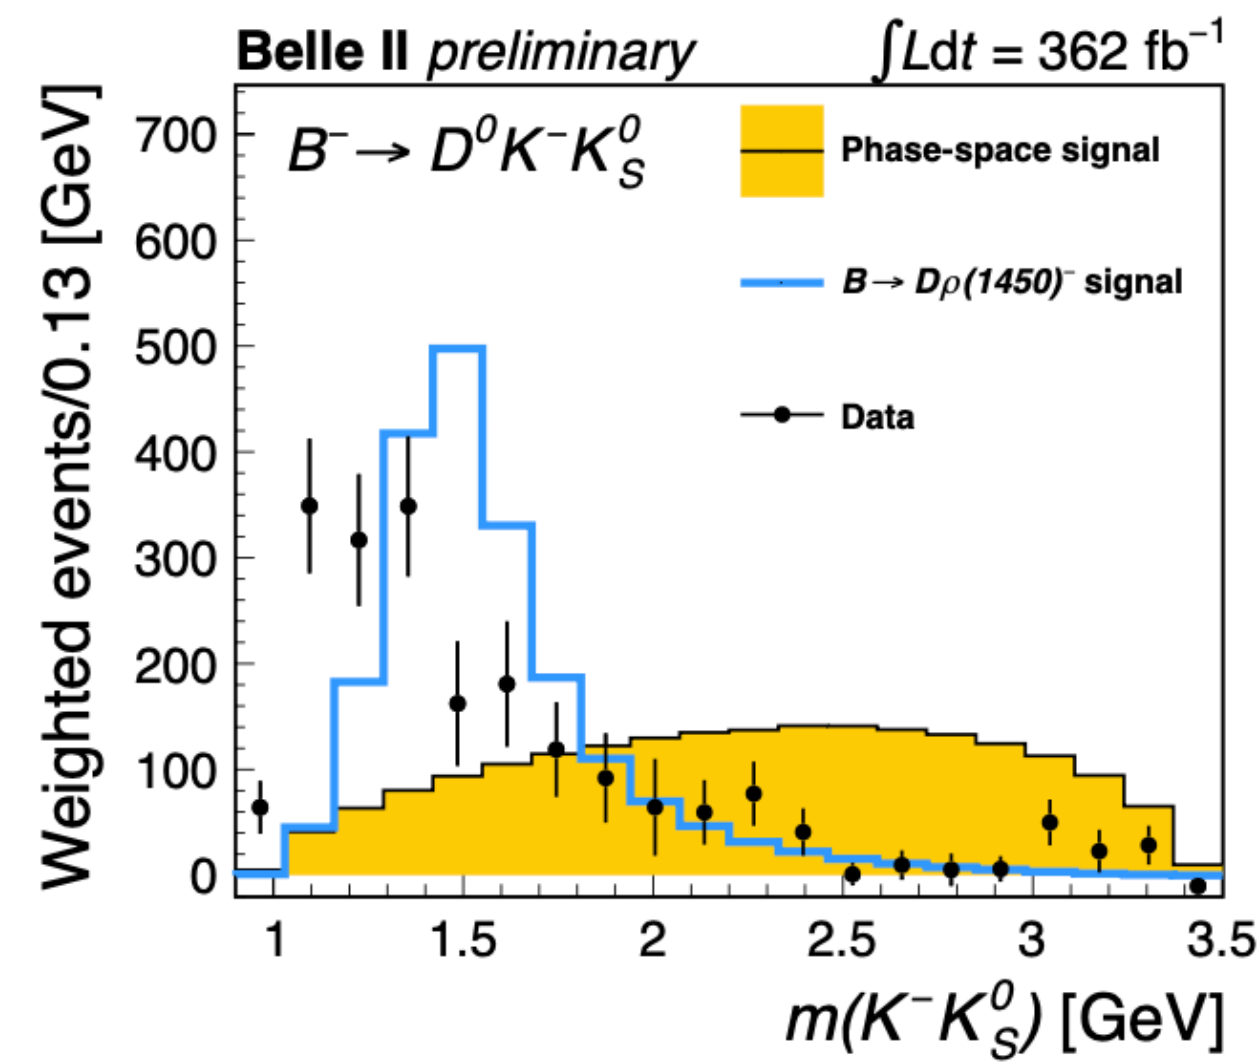 Belle II preliminary ∫Ldt = 362 fb⁻¹
B⁻ → D⁰K⁻K⁰_S
Phase-space signal
B → Dρ(1450)⁻ signal
Data
Weighted events/0.13 [GeV]
700
600
500
400
300
200
100
0
1 1.5 2 2.5 3 3.5
m(K⁻K⁰_S) [GeV]